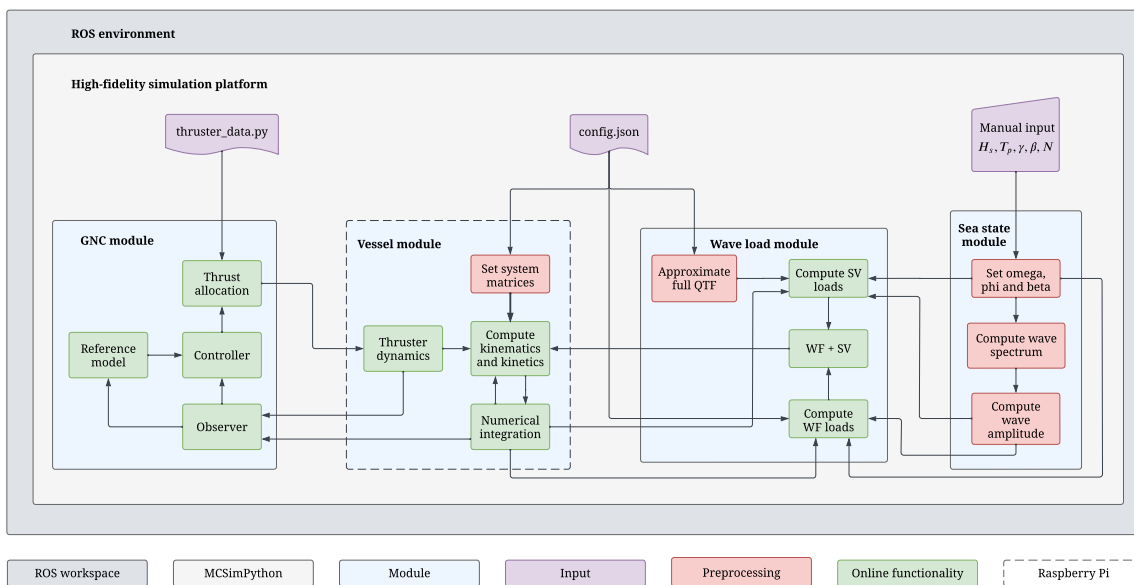 ROS environment
High-fidelity simulation platform
thruster_data.py
config.json
Manual input
H_s, T_p, γ, β, N
GNC module
Thrust
allocation
Reference
model
Controller
Observer
Vessel module
Set system
matrices
Thruster
dynamics
Compute
kinematics
and kinetics
Numerical
integration
Wave load module
Approximate
full QTF
Compute SV
loads
WF + SV
Compute
WF loads
Sea state
module
Set omega,
phi and beta
Compute wave
spectrum
Compute
wave
amplitude
ROS workspace
MCSimPython
Module
Input
Preprocessing
Online functionality
Raspberry Pi